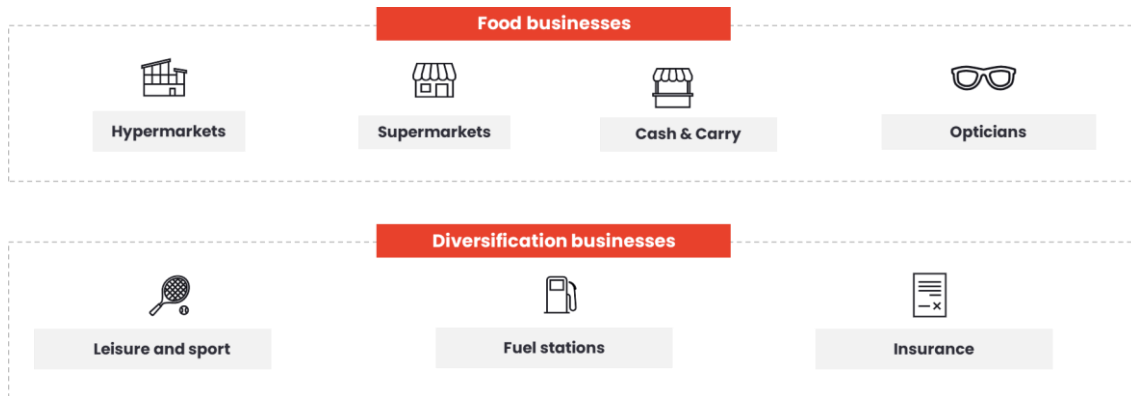 Food businesses
Hypermarkets
Supermarkets
Cash & Carry
Opticians
Diversification businesses
Leisure and sport
Fuel stations
Insurance